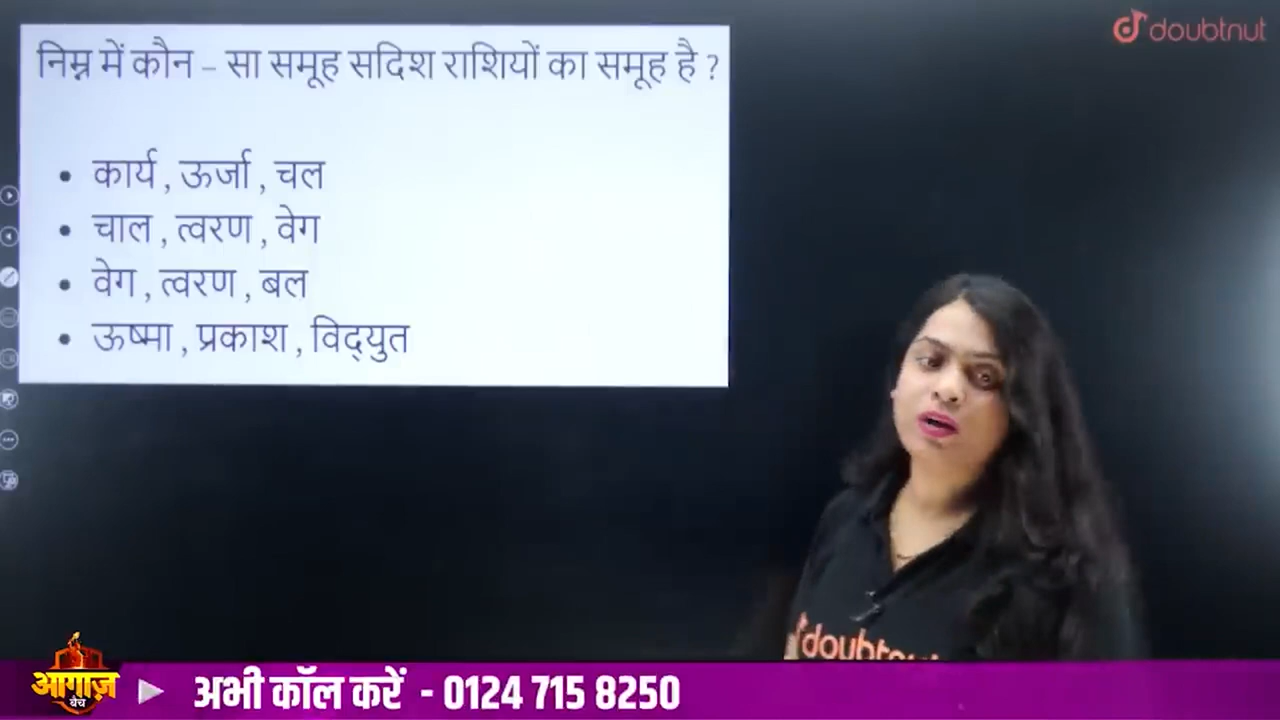 doubtnut
निम्न में कौन – सा समूह सदिश राशियों का समूह है ?
• कार्य , ऊर्जा , चल
• चाल , त्वरण , वेग
• वेग , त्वरण , बल
• ऊष्मा , प्रकाश , विद्युत
doubtnut
आगाज़
बैच
अभी कॉल करें - 0124 715 8250